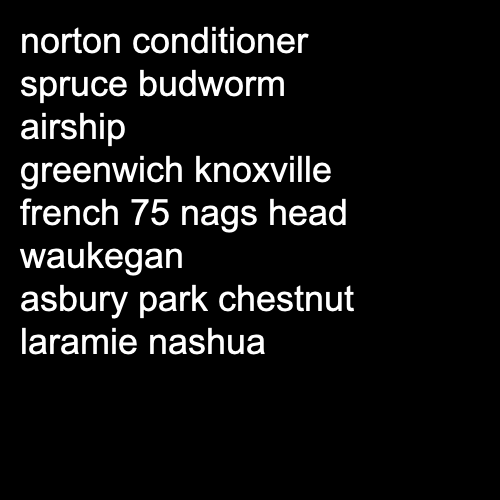 norton conditioner
spruce budworm
airship
greenwich knoxville
french 75 nags head
waukegan
asbury park chestnut
laramie nashua